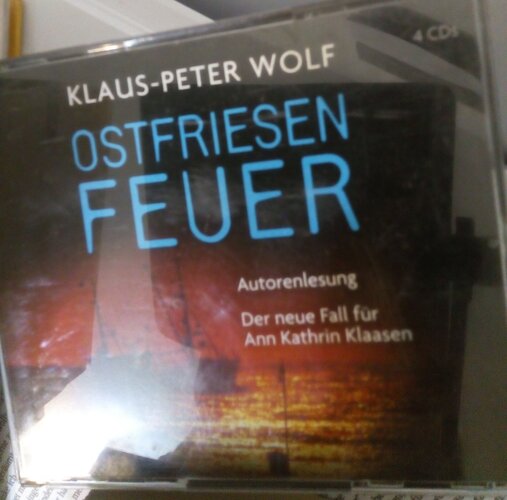 KLAUS-PETER WOLF
4 CDs
OSTFRIESEN
FEUER
Autorenlesung
Der neue Fall für
Ann Kathrin Klaasen